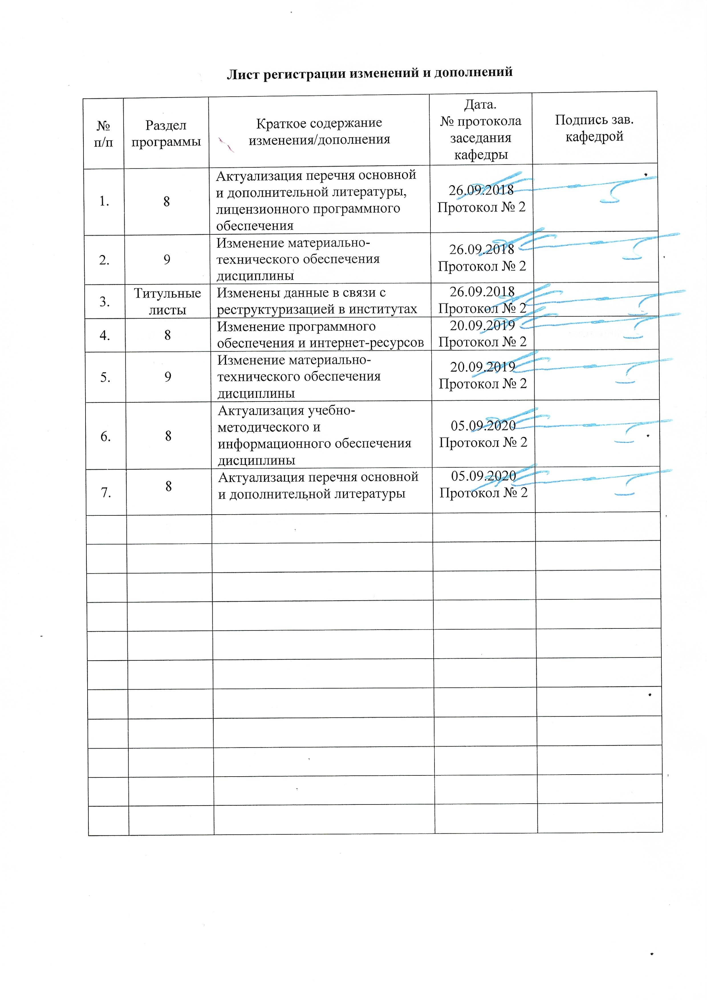 Лист регистрации изменений и дополнений
№
п/п
Раздел
программы
Краткое содержание
изменения/дополнения
Дата.
№ протокола
заседания
кафедры
Подпись зав.
кафедрой
1.
8
Актуализация перечня основной
и дополнительной литературы,
лицензионного программного
обеспечения
26.09.2018
Протокол № 2
2.
9
Изменение материально-
технического обеспечения
дисциплины
26.09.2018
Протокол № 2
3.
Титульные
листы
Изменены данные в связи с
реструктуризацией в институтах
26.09.2018
Протокол № 2
4.
8
Изменение программного
обеспечения и интернет-ресурсов
20.09.2019
Протокол № 2
5.
9
Изменение материально-
технического обеспечения
дисциплины
20.09.2019
Протокол № 2
6.
8
Актуализация учебно-
методического и
информационного обеспечения
дисциплины
05.09.2020
Протокол № 2
7.
8
Актуализация перечня основной
и дополнительной литературы
05.09.2020
Протокол № 2